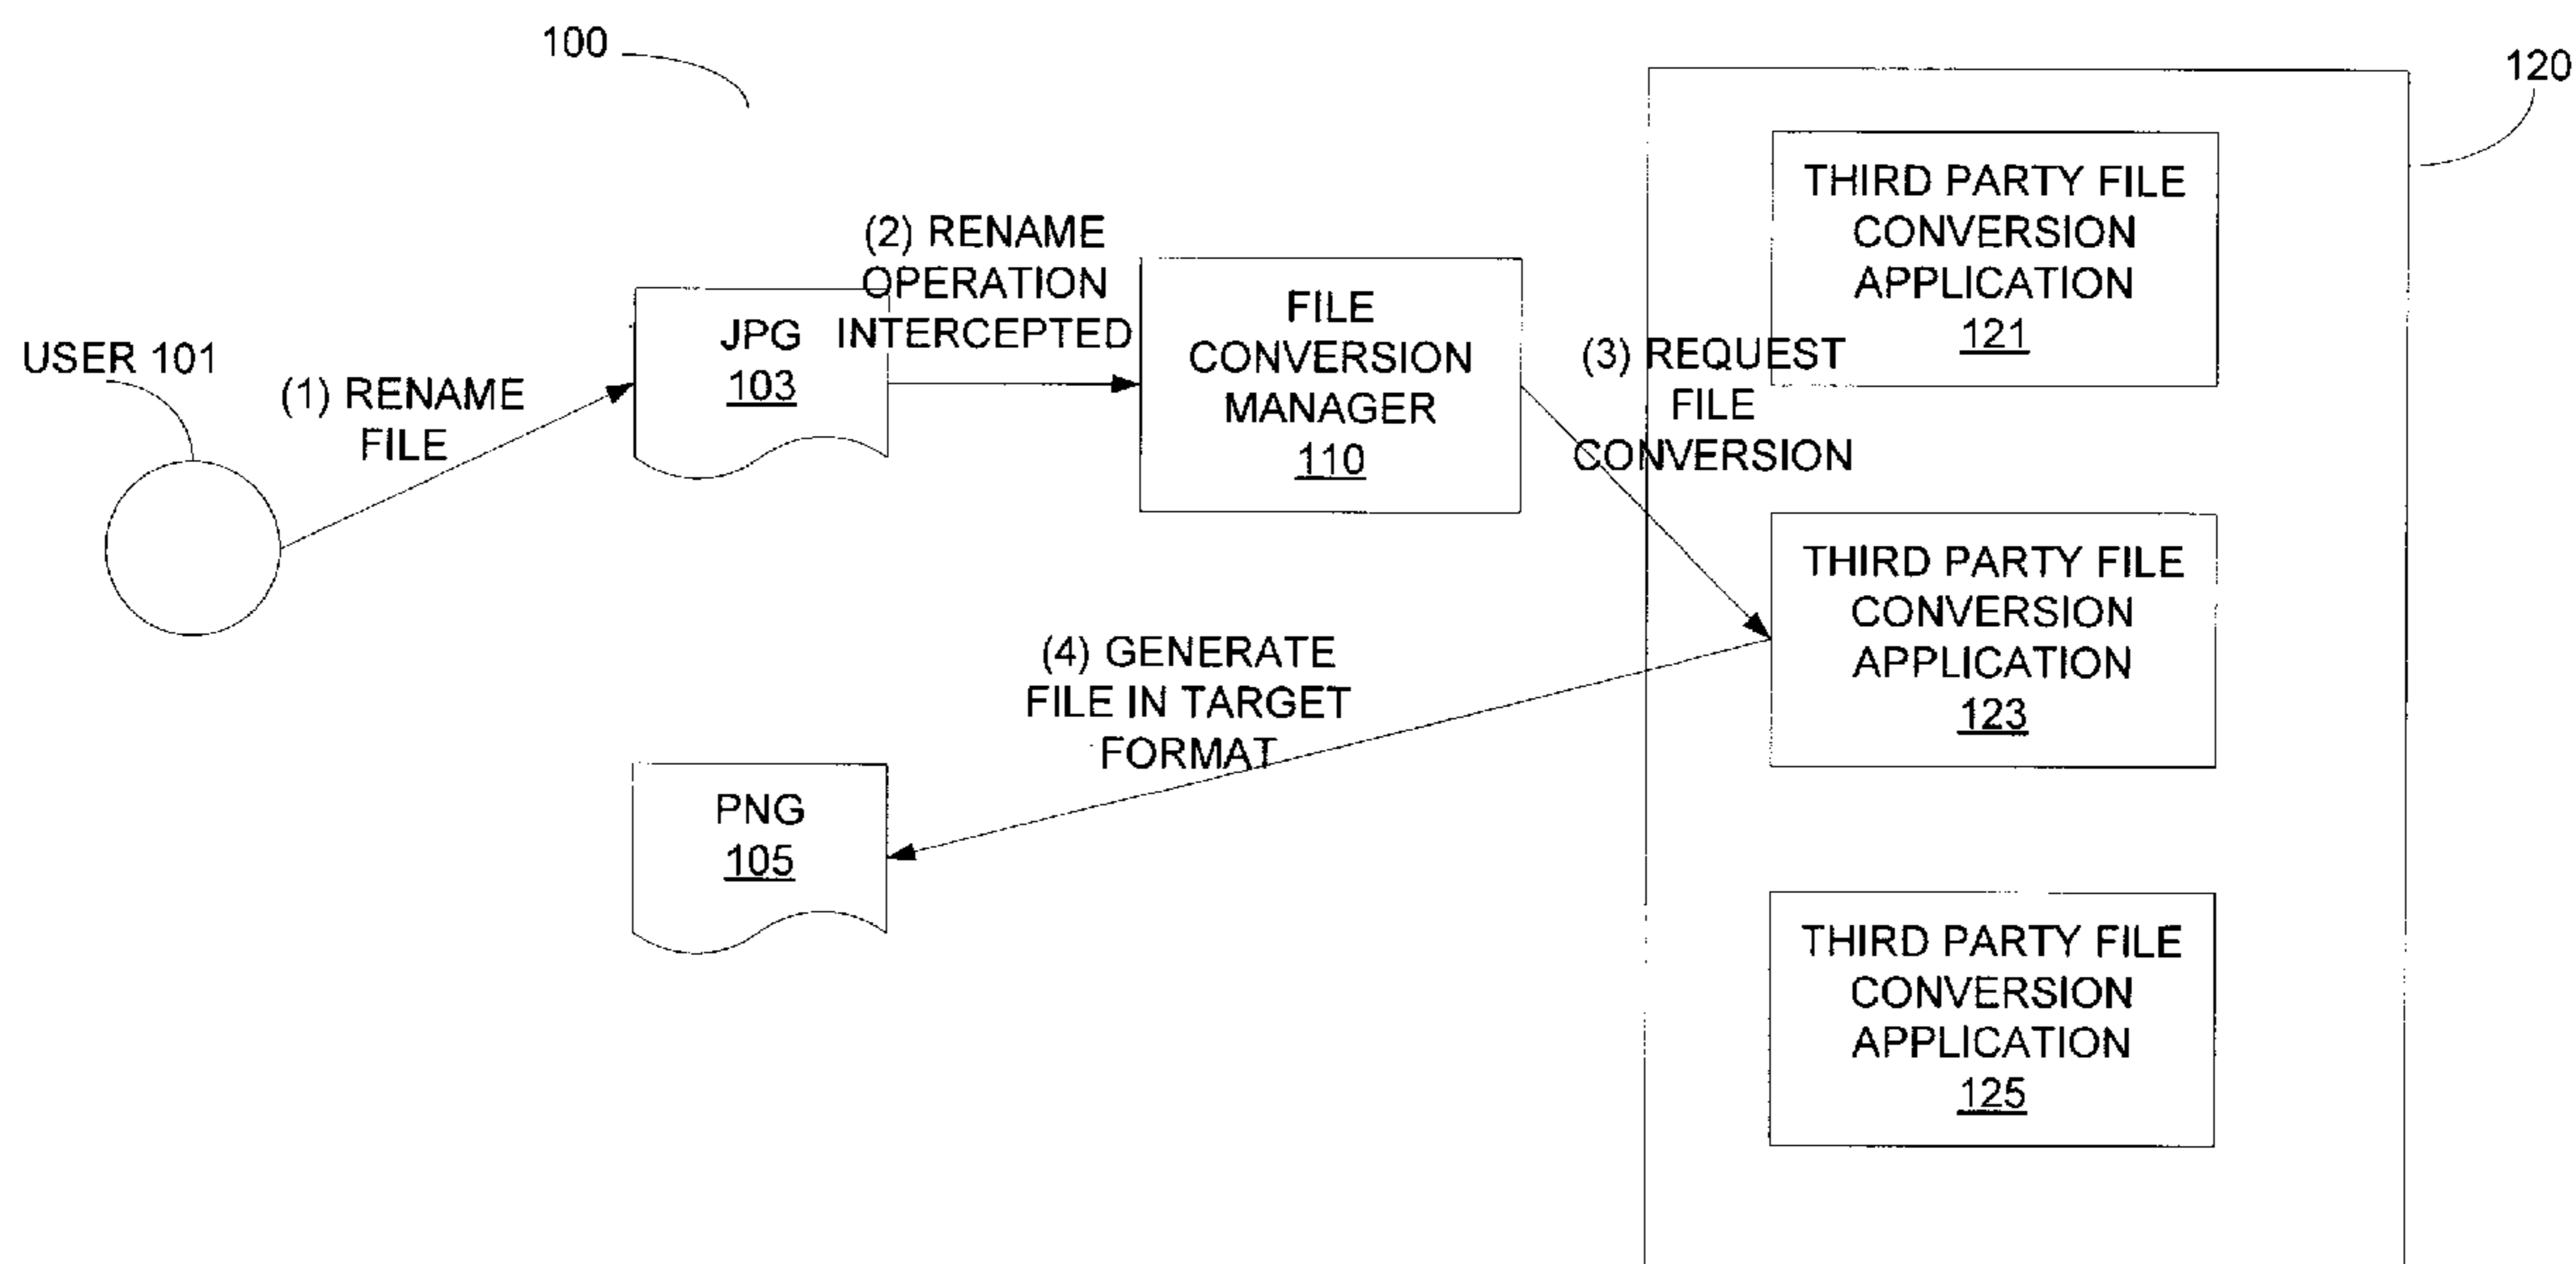 100
120
USER 101
(1) RENAME
FILE
JPG
103
(2) RENAME
OPERATION
INTERCEPTED
FILE
CONVERSION
MANAGER
110
(3) REQUEST
FILE
CONVERSION
THIRD PARTY FILE
CONVERSION
APPLICATION
121
THIRD PARTY FILE
CONVERSION
APPLICATION
123
(4) GENERATE
FILE IN TARGET
FORMAT
PNG
105
THIRD PARTY FILE
CONVERSION
APPLICATION
125